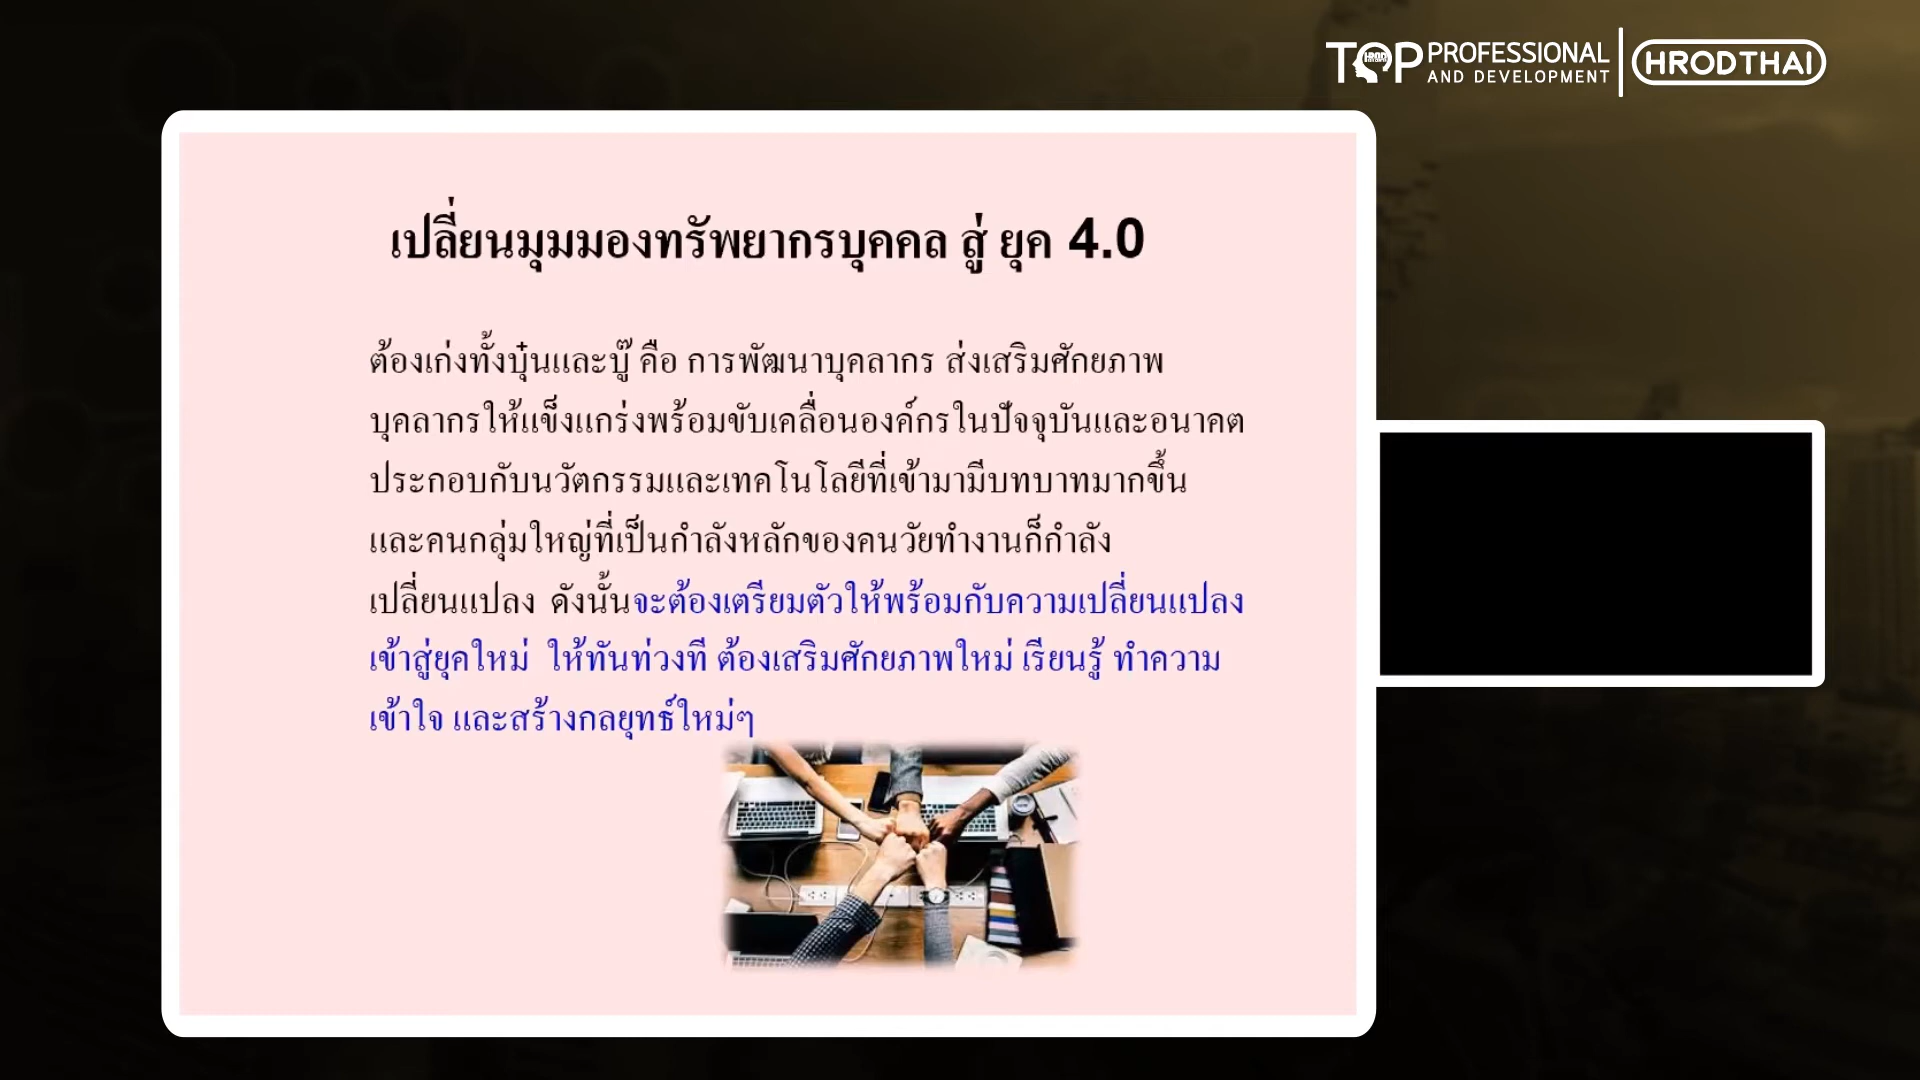 TOP PROFESSIONAL AND DEVELOPMENT
HRODTHAI
เปลี่ยนมุมมองทรัพยากรบุคคล สู่ ยุค 4.0
ต้องเก่งทั้งบุ๋นและบู๊ คือ การพัฒนาบุคลากร ส่งเสริมศักยภาพ
บุคลากรให้แข็งแกร่งพร้อมขับเคลื่อนองค์กรในปัจจุบันและอนาคต
ประกอบกับนวัตกรรมและเทคโนโลยีที่เข้ามามีบทบาทมากขึ้น
และคนกลุ่มใหญ่ที่เป็นกำลังหลักของคนวัยทำงานก็กำลัง
เปลี่ยนแปลง ดังนั้นจะต้องเตรียมตัวให้พร้อมกับความเปลี่ยนแปลง
เข้าสู่ยุคใหม่ ให้ทันท่วงที ต้องเสริมศักยภาพใหม่ เรียนรู้ ทำความ
เข้าใจ และสร้างกลยุทธ์ใหม่ๆ